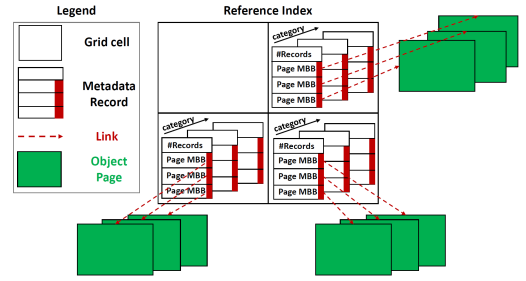 Legend
Grid cell
Metadata
Record
Link
Object
Page
Reference Index
category
#Records
Page MBB
Page MBB
Page MBB
category
#Records
Page MBB
Page MBB
Page MBB
category
#Records
Page MBB
Page MBB
Page MBB